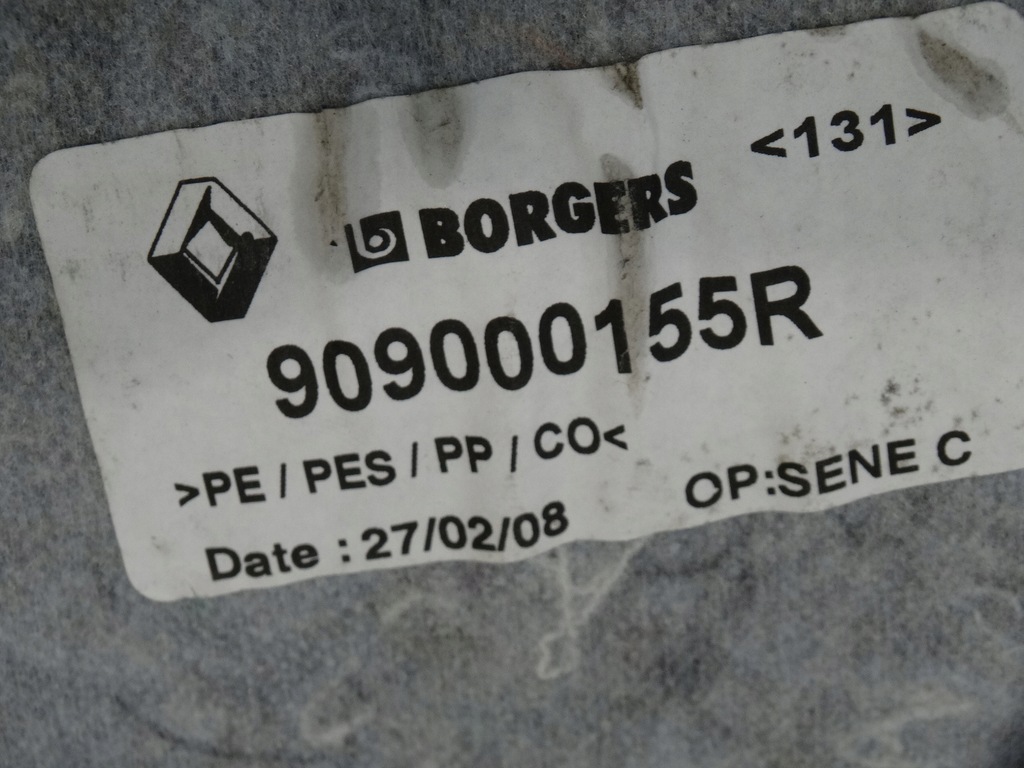 <131>
BORGERS
909000155R
>PE / PES / PP / CO<
OP:SENE C
Date : 27/02/08